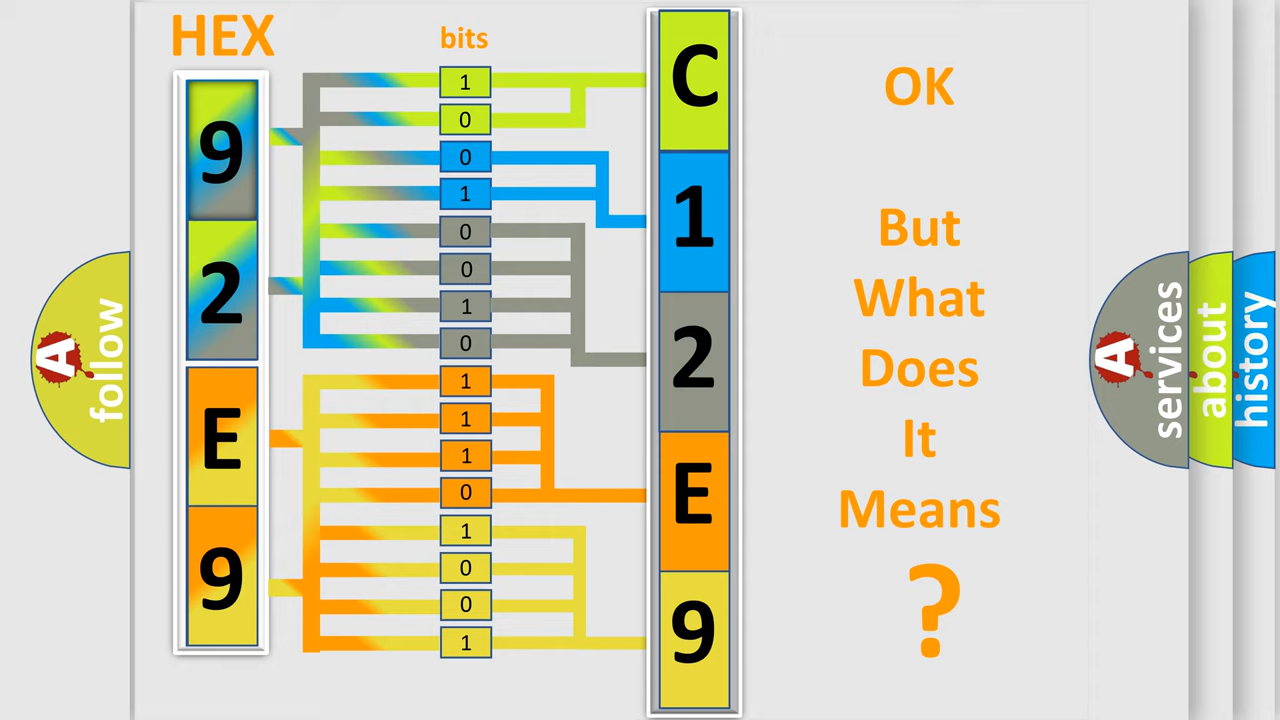 HEX
bits
9
2
E
9
1
0
0
1
0
0
1
0
1
1
1
0
1
0
0
1
C
1
2
E
9
OK
But
What
Does
It
Means
?
A
follow
A
services
about
history